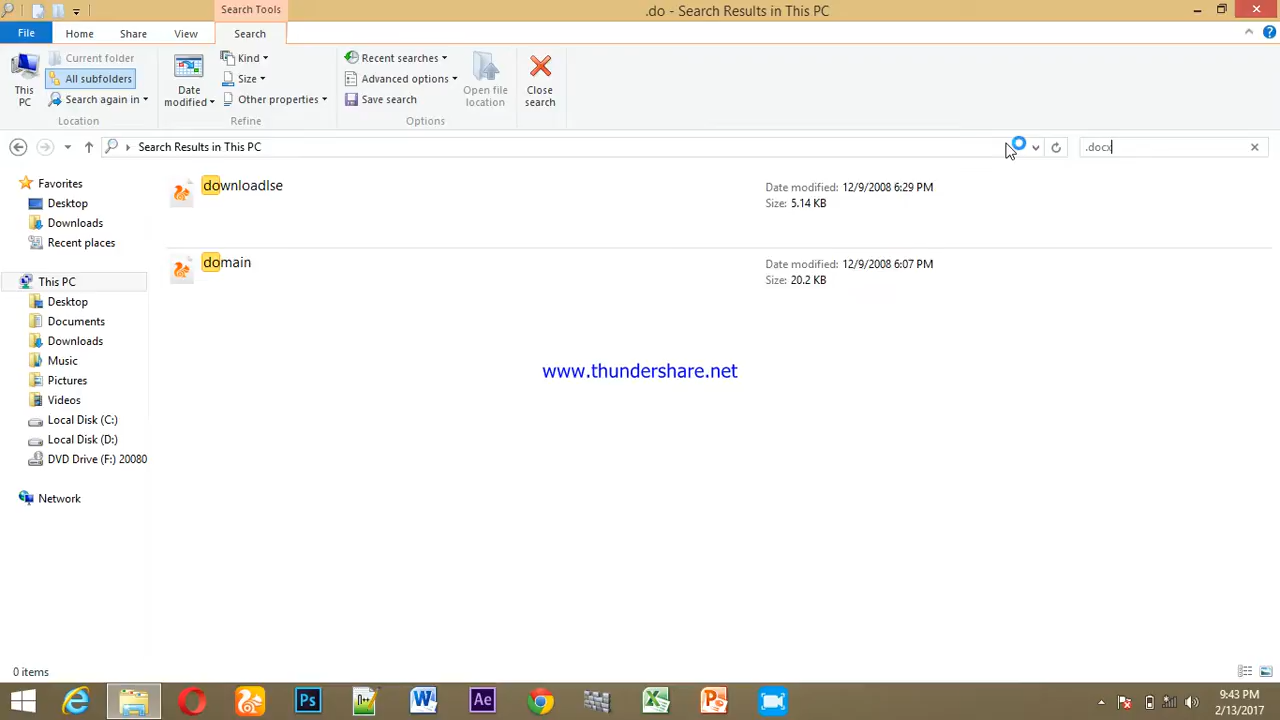 Search Tools
.do - Search Results in This PC
File
Home
Share
View
Search
This PC
Current folder
All subfolders
Search again in
Location
Date modified
Kind
Size
Other properties
Refine
Recent searches
Advanced options
Save search
Open file location
Options
Close search
Search Results in This PC
.docx
Favorites
Desktop
Downloads
Recent places
This PC
Desktop
Documents
Downloads
Music
Pictures
Videos
Local Disk (C:)
Local Disk (D:)
DVD Drive (F:) 20080
Network
downloadlse
Date modified: 12/9/2008 6:29 PM
Size: 5.14 KB
domain
Date modified: 12/9/2008 6:07 PM
Size: 20.2 KB
www.thundershare.net
0 items
Ps
Ae
9:43 PM
2/13/2017